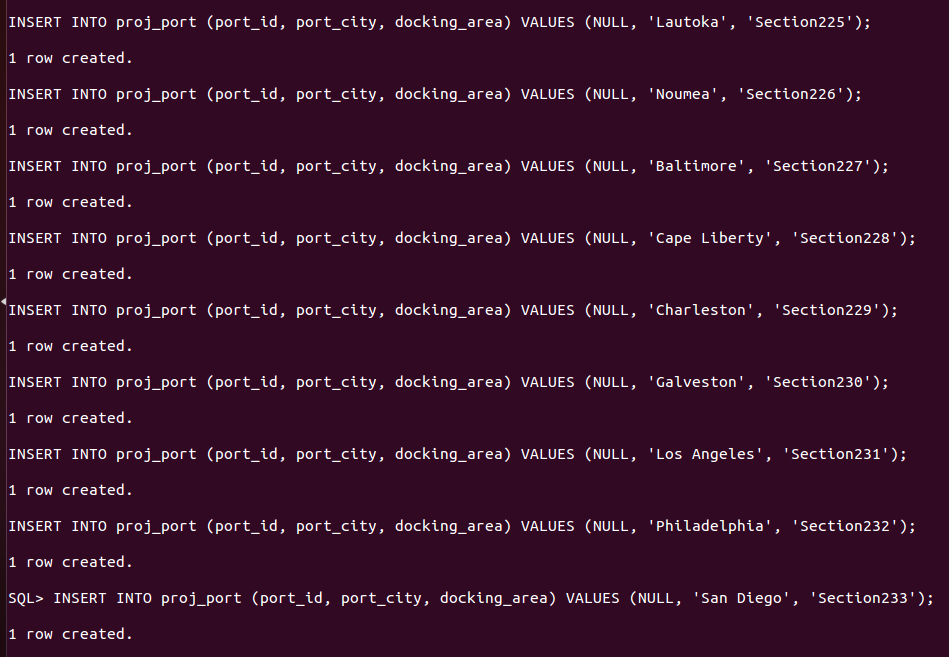 INSERT INTO proj_port (port_id, port_city, docking_area) VALUES (NULL, 'Lautoka', 'Section225');
1 row created.
INSERT INTO proj_port (port_id, port_city, docking_area) VALUES (NULL, 'Noumea', 'Section226');
1 row created.
INSERT INTO proj_port (port_id, port_city, docking_area) VALUES (NULL, 'Baltimore', 'Section227');
1 row created.
INSERT INTO proj_port (port_id, port_city, docking_area) VALUES (NULL, 'Cape Liberty', 'Section228');
1 row created.
INSERT INTO proj_port (port_id, port_city, docking_area) VALUES (NULL, 'Charleston', 'Section229');
1 row created.
INSERT INTO proj_port (port_id, port_city, docking_area) VALUES (NULL, 'Galveston', 'Section230');
1 row created.
INSERT INTO proj_port (port_id, port_city, docking_area) VALUES (NULL, 'Los Angeles', 'Section231');
1 row created.
INSERT INTO proj_port (port_id, port_city, docking_area) VALUES (NULL, 'Philadelphia', 'Section232');
1 row created.
SQL> INSERT INTO proj_port (port_id, port_city, docking_area) VALUES (NULL, 'San Diego', 'Section233');
1 row created.